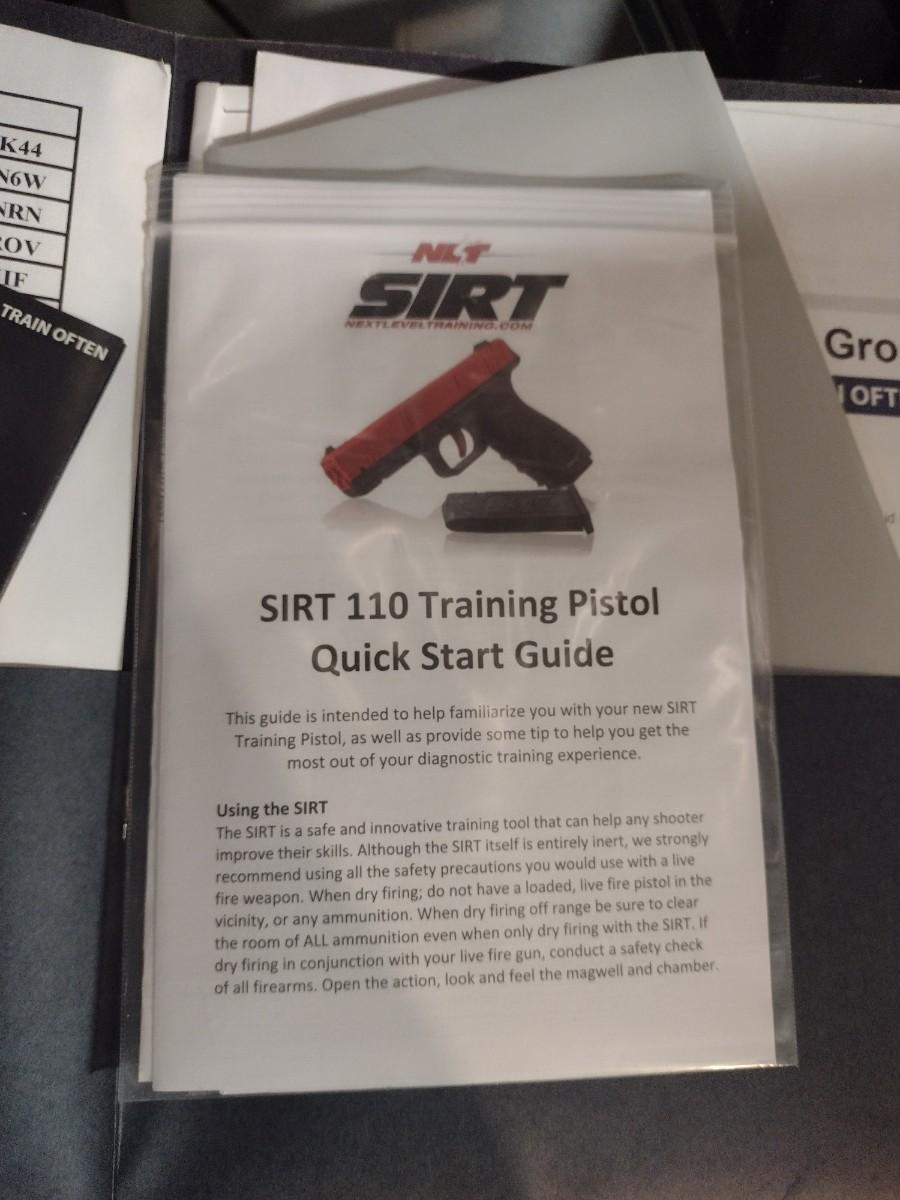 K44
N6W
NRN
ROV
IF
TRAIN OFTEN
NLT
SIRT
NEXTLEVELTRAINING.COM
SIRT 110 Training Pistol
Quick Start Guide
This guide is intended to help familiarize you with your new SIRT
Training Pistol, as well as provide some tip to help you get the
most out of your diagnostic training experience.
Using the SIRT
The SIRT is a safe and innovative training tool that can help any shooter
improve their skills. Although the SIRT itself is entirely inert, we strongly
recommend using all the safety precautions you would use with a live
fire weapon. When dry firing; do not have a loaded, live fire pistol in the
vicinity, or any ammunition. When dry firing off range be sure to clear
the room of ALL ammunition even when only dry firing with the SIRT. If
dry firing in conjunction with your live fire gun, conduct a safety check
of all firearms. Open the action, look and feel the magwell and chamber.
Gro
OFT